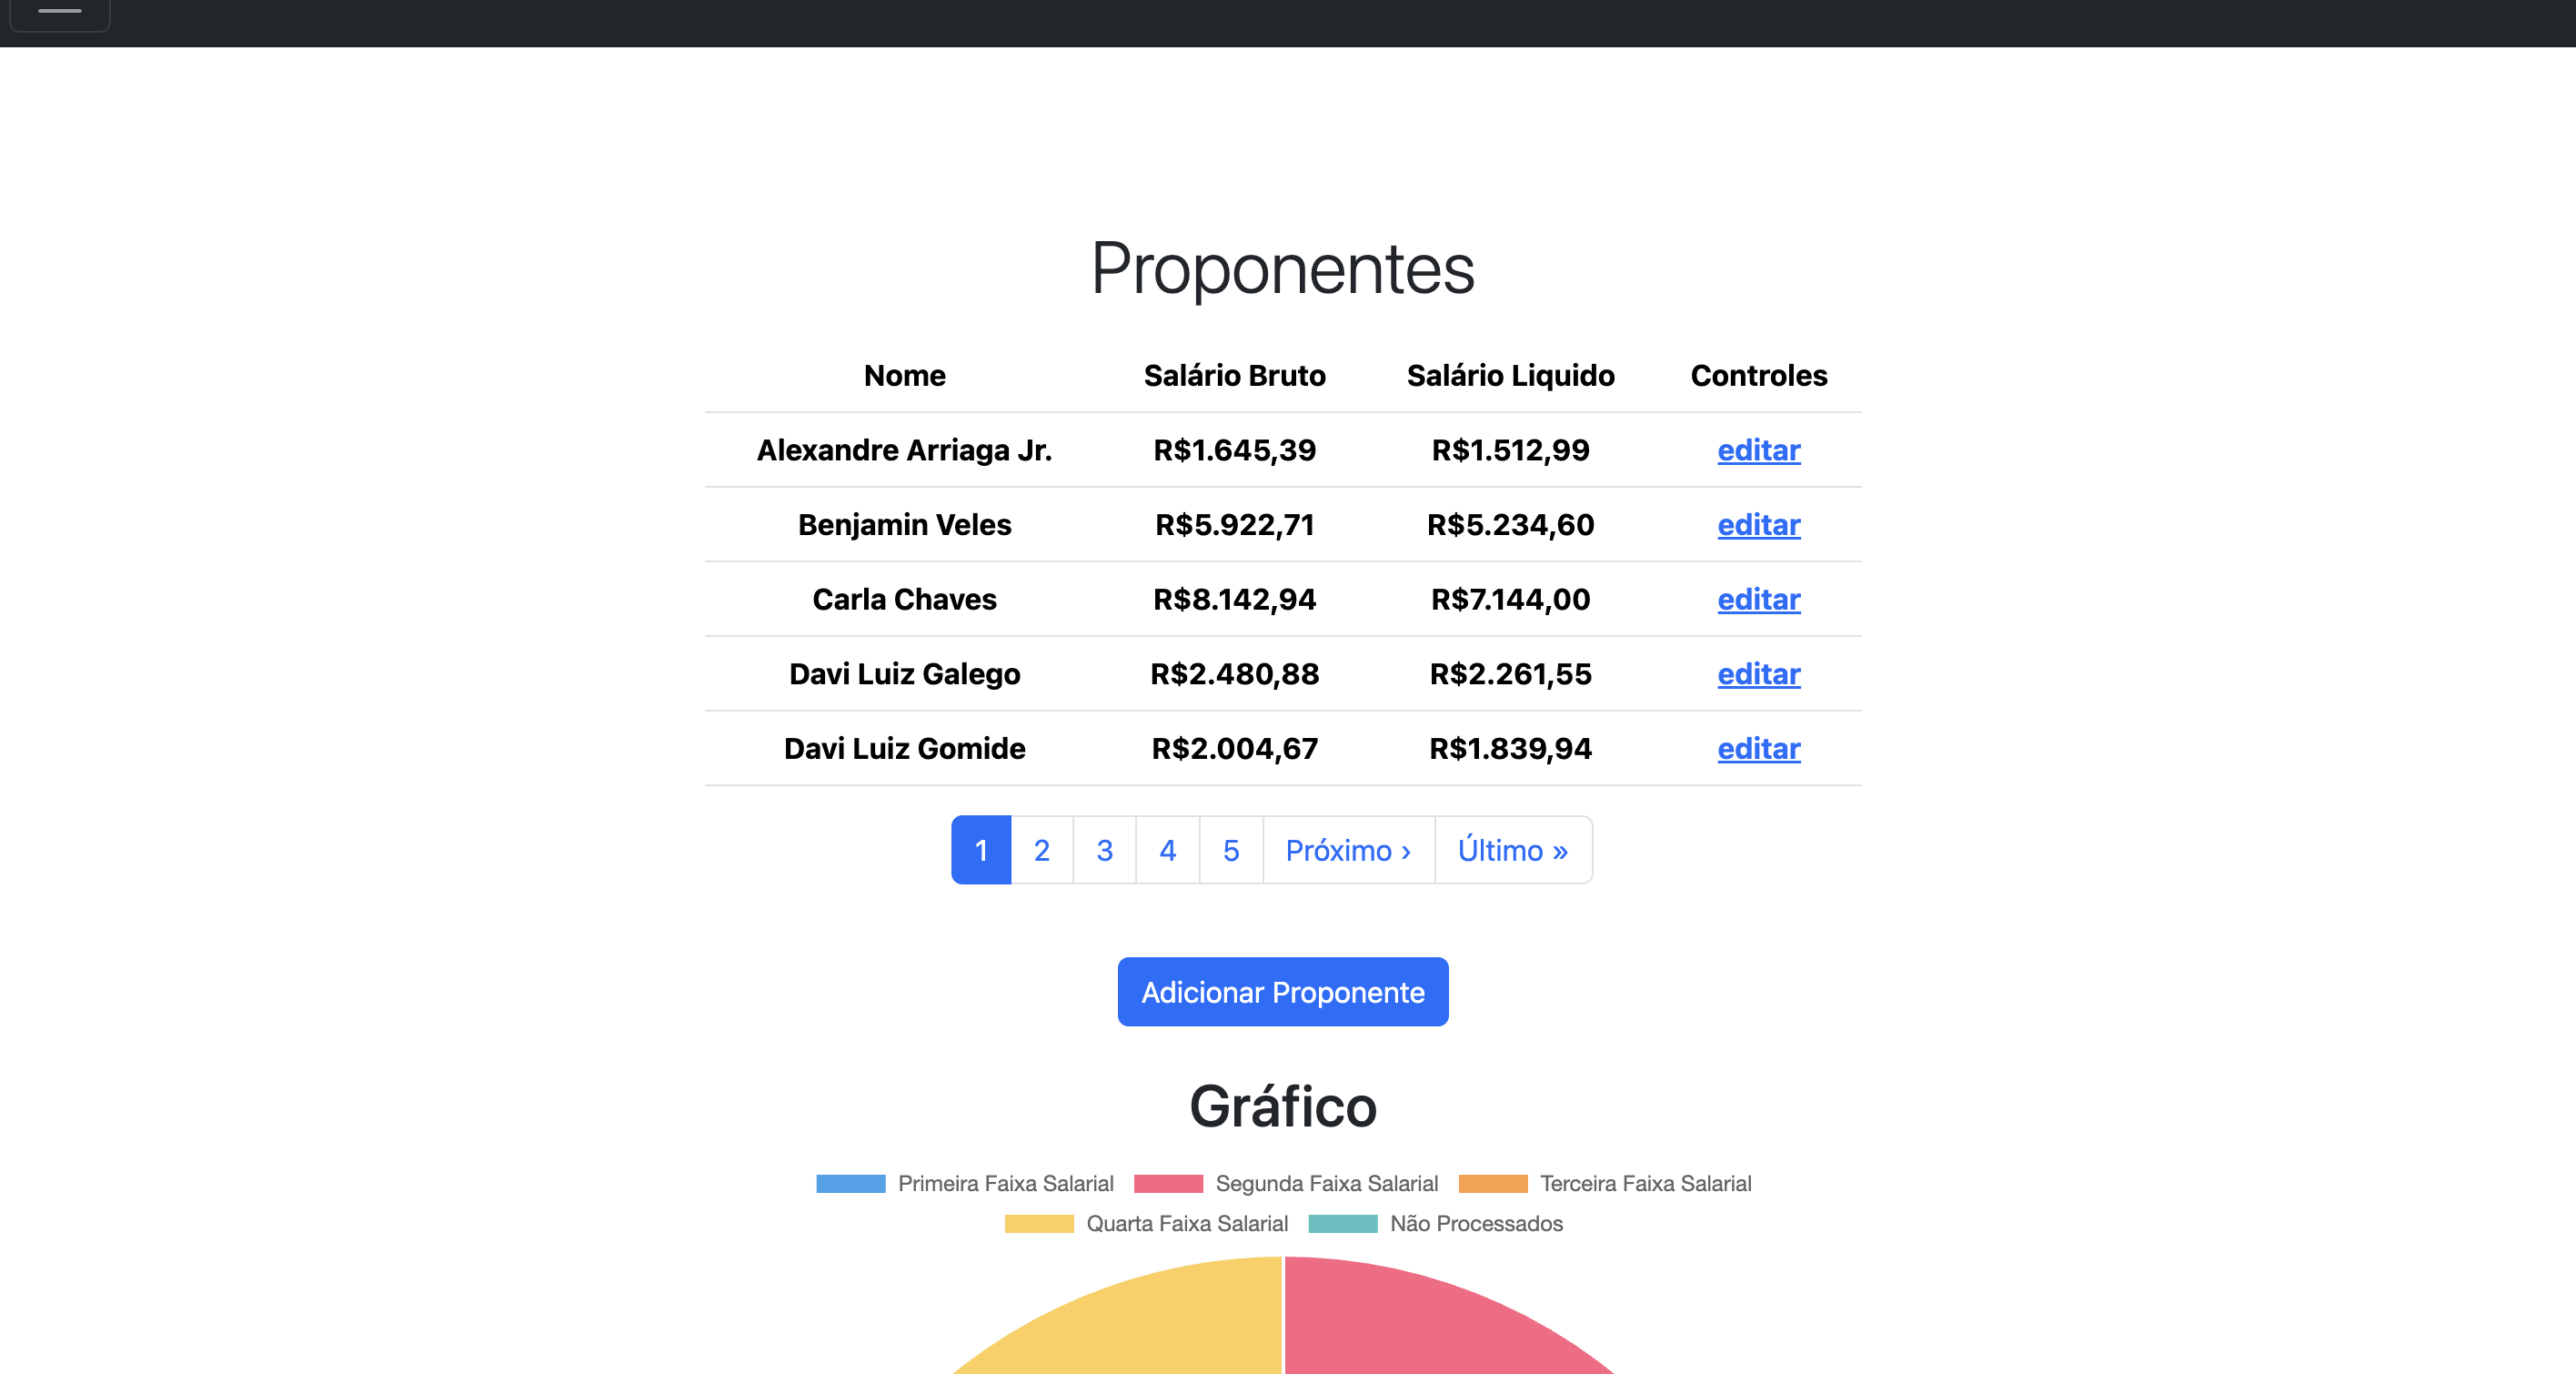 Proponentes
Nome Salário Bruto Salário Liquido Controles
Alexandre Arriaga Jr. R$1.645,39 R$1.512,99 editar
Benjamin Veles R$5.922,71 R$5.234,60 editar
Carla Chaves R$8.142,94 R$7.144,00 editar
Davi Luiz Galego R$2.480,88 R$2.261,55 editar
Davi Luiz Gomide R$2.004,67 R$1.839,94 editar
1 2 3 4 5 Próximo › Último »
Adicionar Proponente
Gráfico
Primeira Faixa Salarial Segunda Faixa Salarial Terceira Faixa Salarial
Quarta Faixa Salarial Não Processados